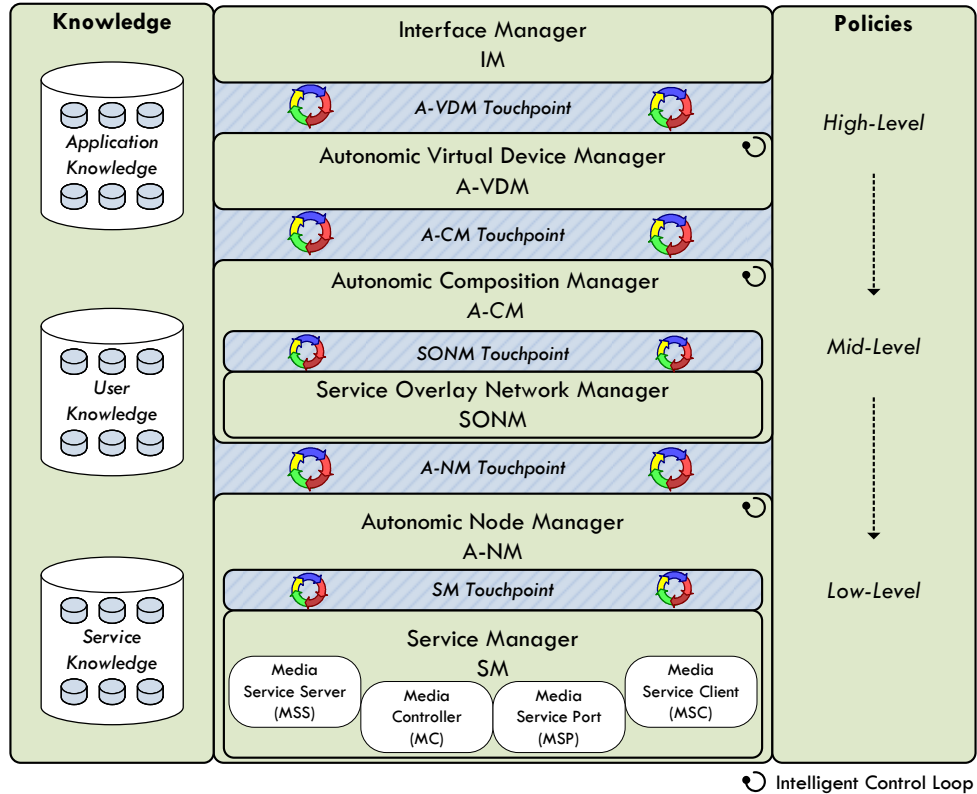 Knowledge
Application
Knowledge
User
Knowledge
Service
Knowledge
Interface Manager
IM
A-VDM Touchpoint
Autonomic Virtual Device Manager
A-VDM
A-CM Touchpoint
Autonomic Composition Manager
A-CM
SONM Touchpoint
Service Overlay Network Manager
SONM
A-NM Touchpoint
Autonomic Node Manager
A-NM
SM Touchpoint
Service Manager
SM
Media
Service Server
(MSS)
Media
Controller
(MC)
Media
Service Port
(MSP)
Media
Service Client
(MSC)
Policies
High-Level
Mid-Level
Low-Level
Intelligent Control Loop